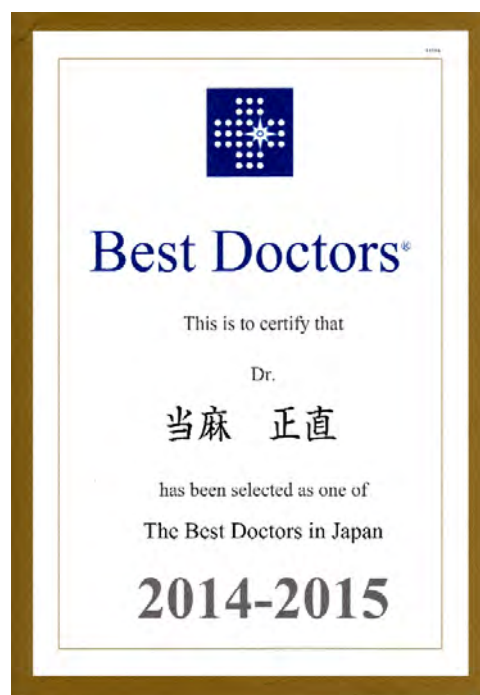 Best Doctors®
This is to certify that
Dr.
当麻 正直
has been selected as one of
The Best Doctors in Japan
2014-2015